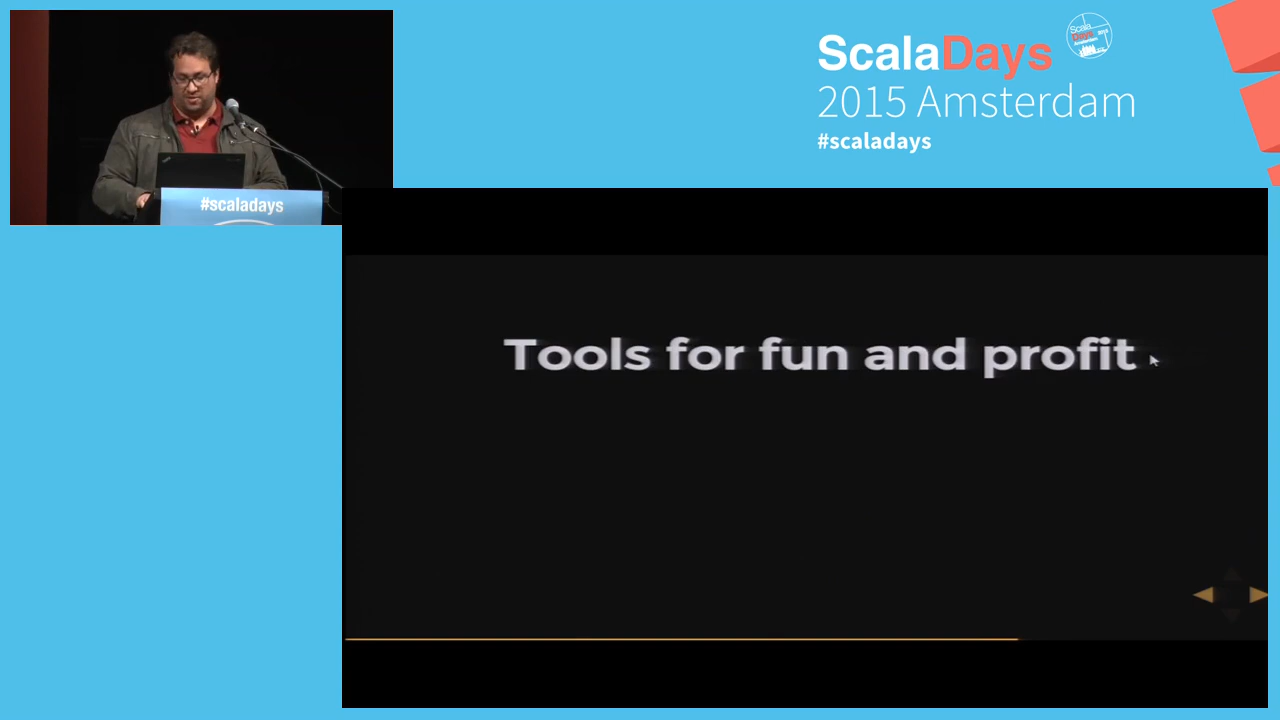 ScalaDays
2015 Amsterdam
#scaladays
#scaladays
Tools for fun and profit